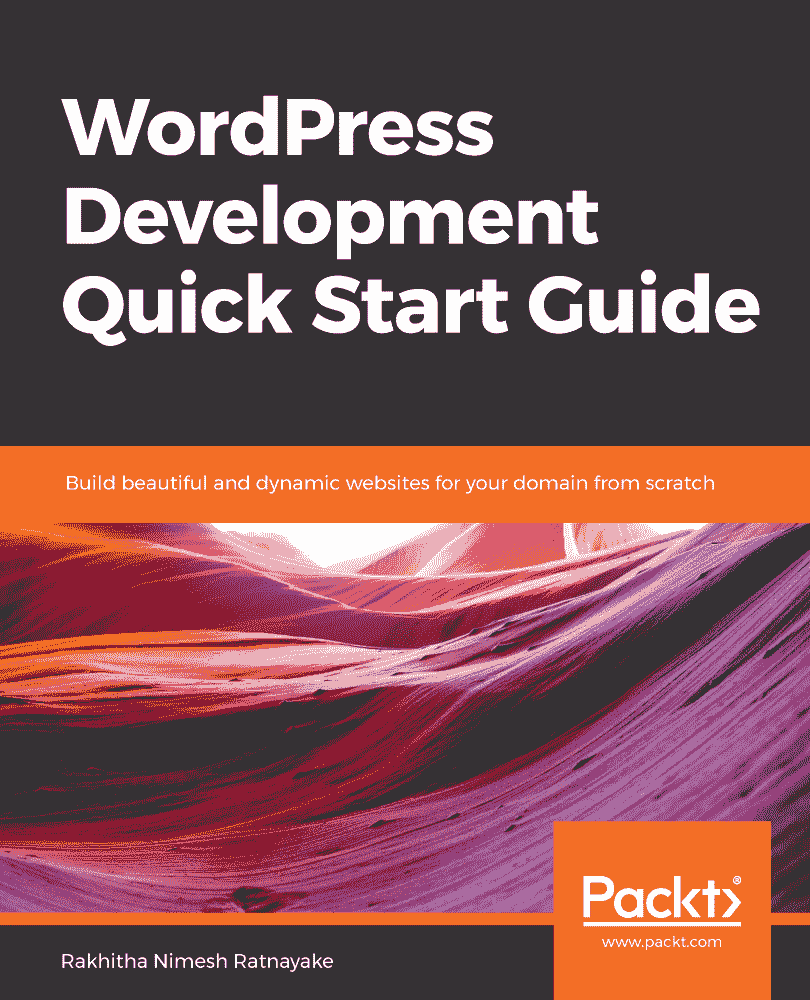 WordPress
Development
Quick Start Guide
Build beautiful and dynamic websites for your domain from scratch
Packt®
www.packt.com
Rakhitha Nimesh Ratnayake